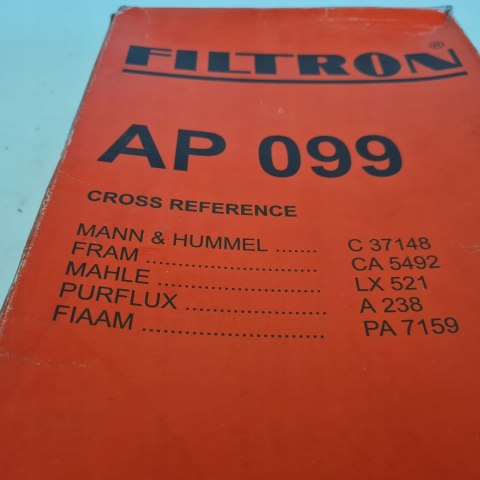 FILTRON®
AP 099
CROSS REFERENCE
MANN & HUMMEL ....... C 37148
FRAM ........................ CA 5492
MAHLE ............................ LX 521
PURFLUX ........................ A 238
FIAAM ................................ PA 7159